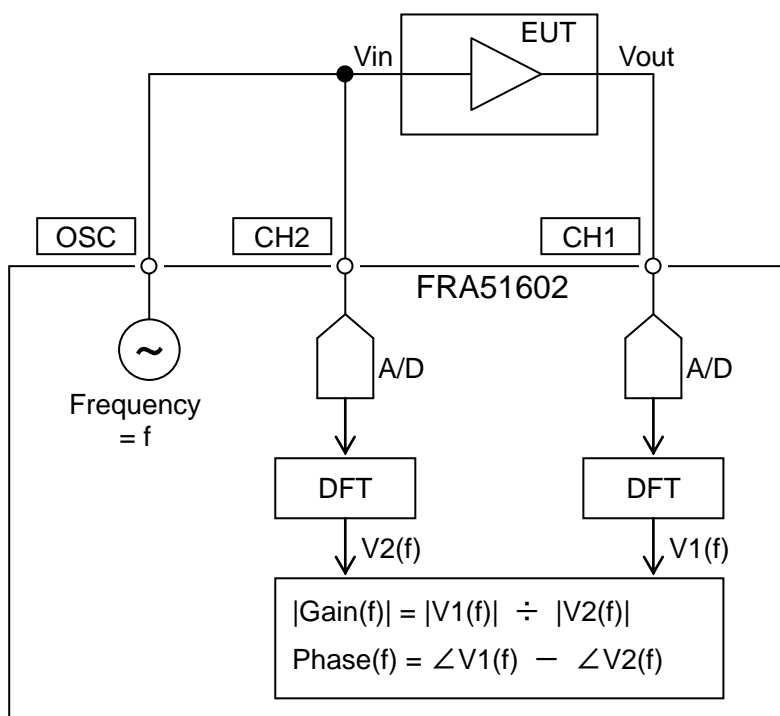 EUT
Vin
Vout
OSC
CH2
CH1
FRA51602
~
A/D
A/D
Frequency
= f
DFT
DFT
V2(f)
V1(f)
|Gain(f)| = |V1(f)| ÷ |V2(f)|
Phase(f) = ∠V1(f) − ∠V2(f)